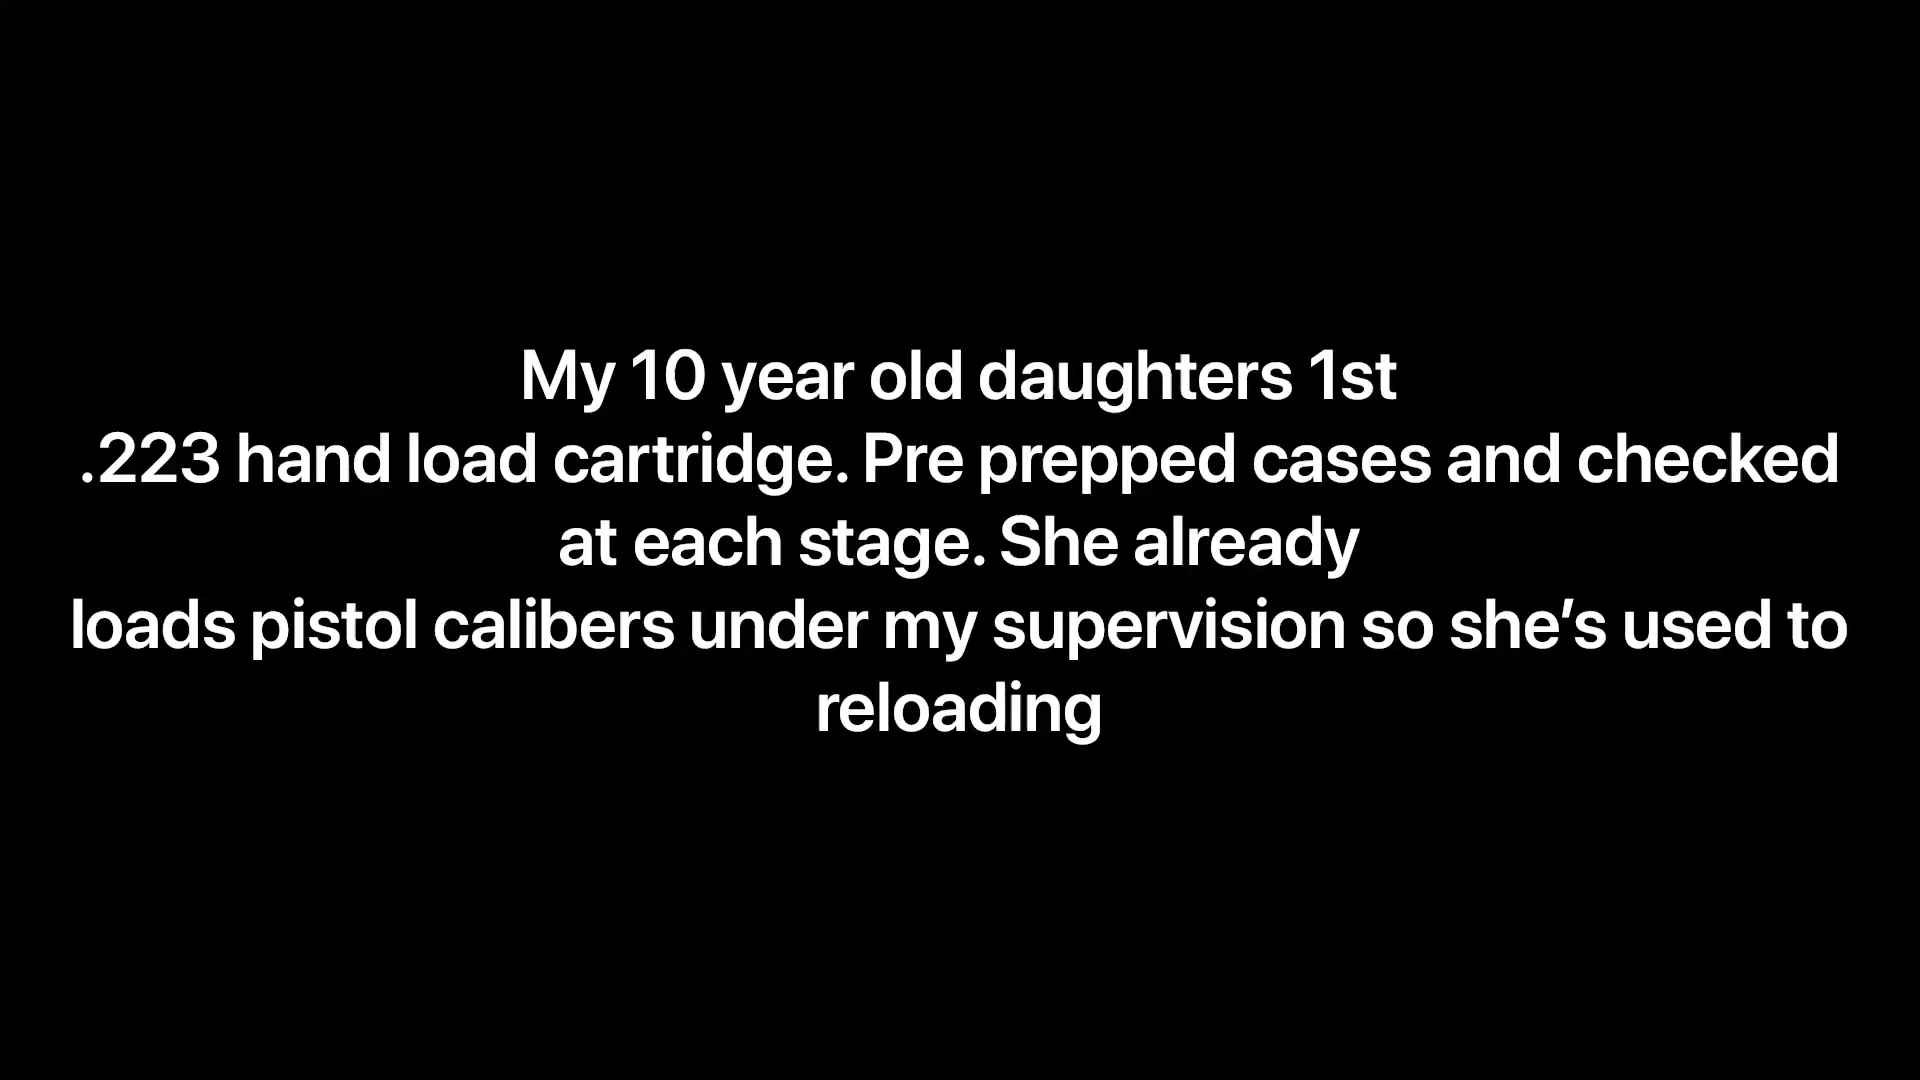 My 10 year old daughters 1st
.223 hand load cartridge. Pre prepped cases and checked
at each stage. She already
loads pistol calibers under my supervision so she’s used to
reloading